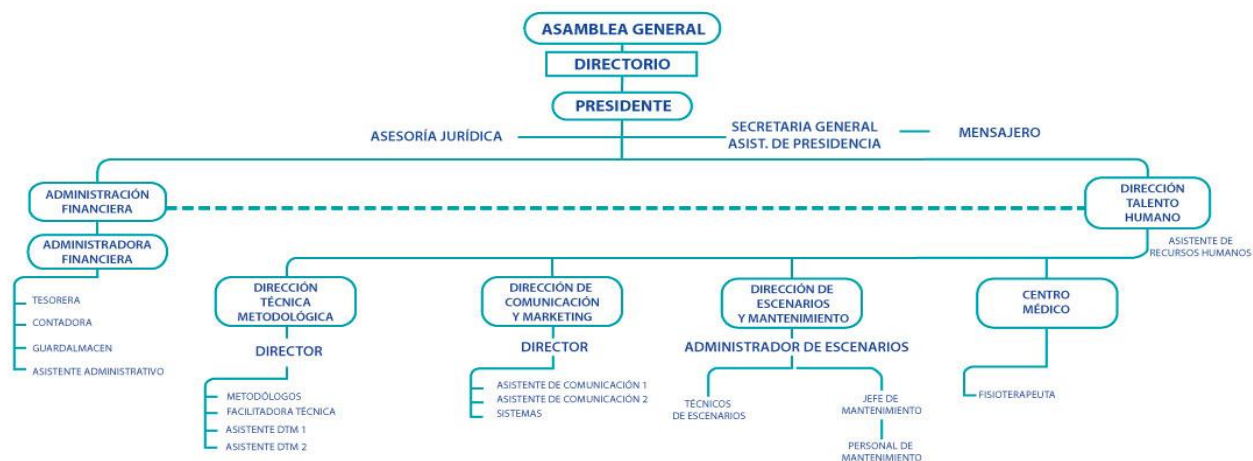 ASAMBLEA GENERAL
DIRECTORIO
PRESIDENTE
ASESORÍA JURÍDICA
SECRETARIA GENERAL
ASIST. DE PRESIDENCIA
MENSAJERO
ADMINISTRACIÓN
FINANCIERA
DIRECCIÓN
TALENTO
HUMANO
ADMINISTRADORA
FINANCIERA
ASISTENTE DE
RECURSOS HUMANOS
TESORERA
CONTADORA
GUARDALMACEN
ASISTENTE ADMINISTRATIVO
DIRECCIÓN
TÉCNICA
METODOLÓGICA
DIRECTOR
METODÓLOGOS
FACILITADORA TÉCNICA
ASISTENTE DTM 1
ASISTENTE DTM 2
DIRECCIÓN DE
COMUNICACIÓN
Y MARKETING
DIRECTOR
ASISTENTE DE COMUNICACIÓN 1
ASISTENTE DE COMUNICACIÓN 2
SISTEMAS
DIRECCIÓN DE
ESCENARIOS
Y MANTENIMIENTO
ADMINISTRADOR DE ESCENARIOS
TÉCNICOS
DE ESCENARIOS
JEFE DE
MANTENIMIENTO
PERSONAL DE
MANTENIMIENTO
CENTRO
MÉDICO
FISIOTERAPEUTA